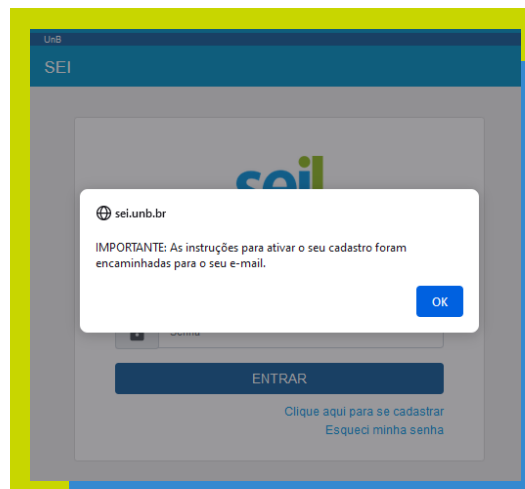 UnB
SEI
sei!
sei.unb.br
IMPORTANTE: As instruções para ativar o seu cadastro foram
encaminhadas para o seu e-mail.
OK
Senha
ENTRAR
Clique aqui para se cadastrar
Esqueci minha senha